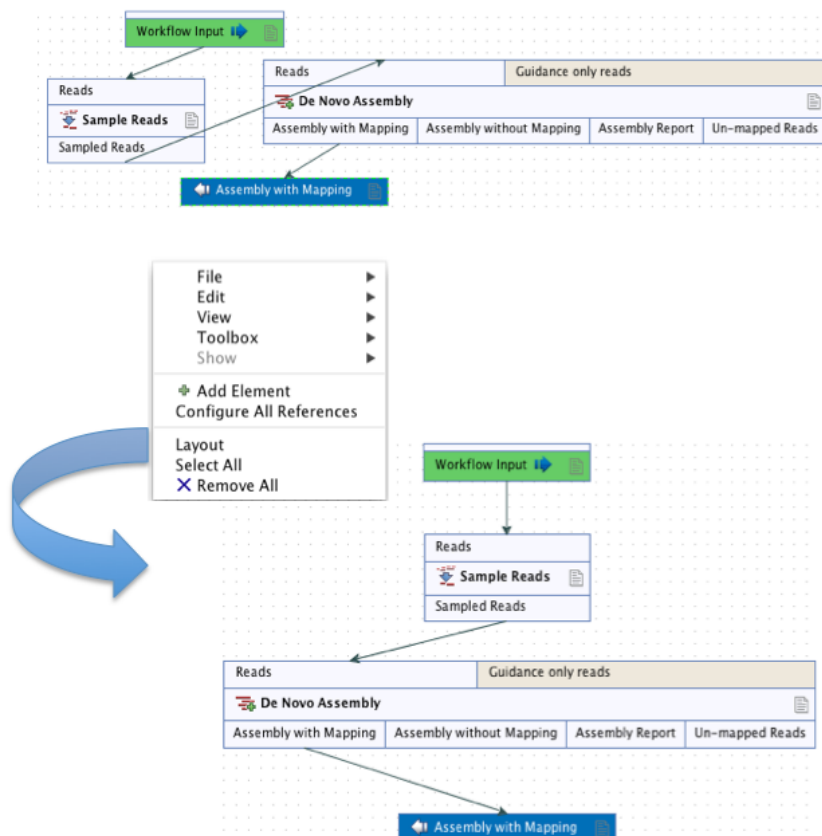 Workflow Input
Reads
Guidance only reads
Reads
De Novo Assembly
Sample Reads
Assembly with Mapping
Assembly without Mapping
Assembly Report
Un-mapped Reads
Sampled Reads
Assembly with Mapping
File
Edit
View
Toolbox
Show
Add Element
Configure All References
Layout
Select All
Remove All
Workflow Input
Reads
Sample Reads
Sampled Reads
Reads
Guidance only reads
De Novo Assembly
Assembly with Mapping
Assembly without Mapping
Assembly Report
Un-mapped Reads
Assembly with Mapping